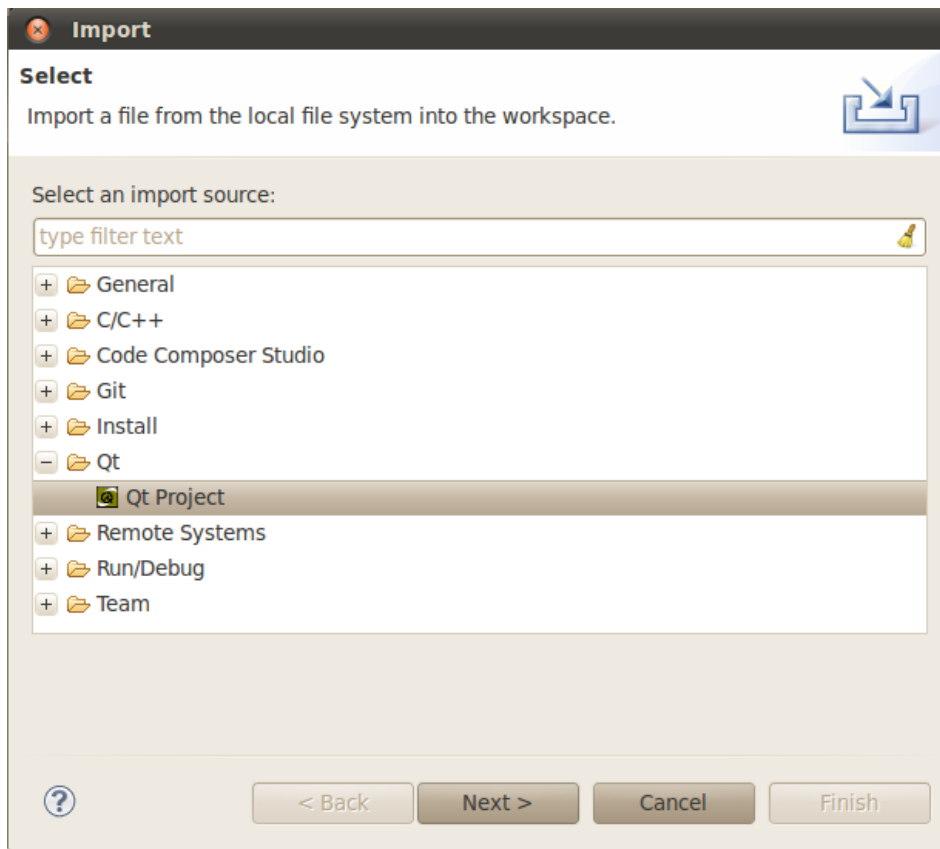 Import
Select
Import a file from the local file system into the workspace.
Select an import source:
type filter text
General
C/C++
Code Composer Studio
Git
Install
Qt
Qt Project
Remote Systems
Run/Debug
Team
? < Back Next > Cancel Finish